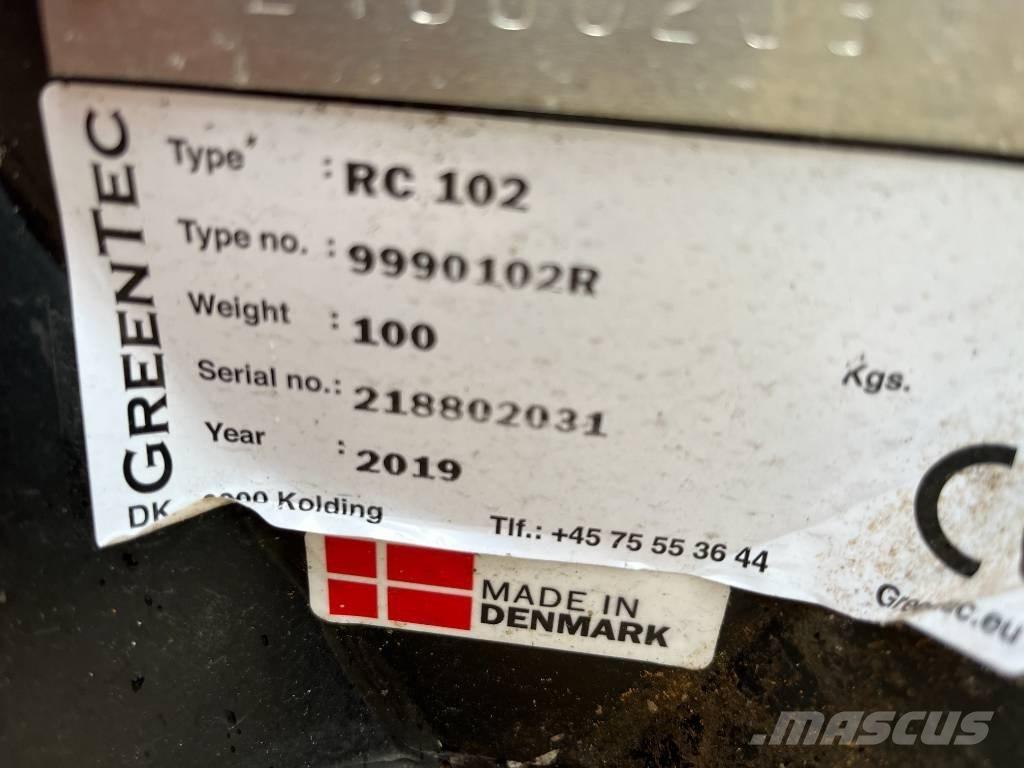 GREENTEC
Type : RC 102
Type no. : 9990102R
Weight : 100 Kgs.
Serial no.: 218802031
Year : 2019
DK Kolding Tlf.: +45 75 55 36 44
MADE IN
DENMARK
MASCUS